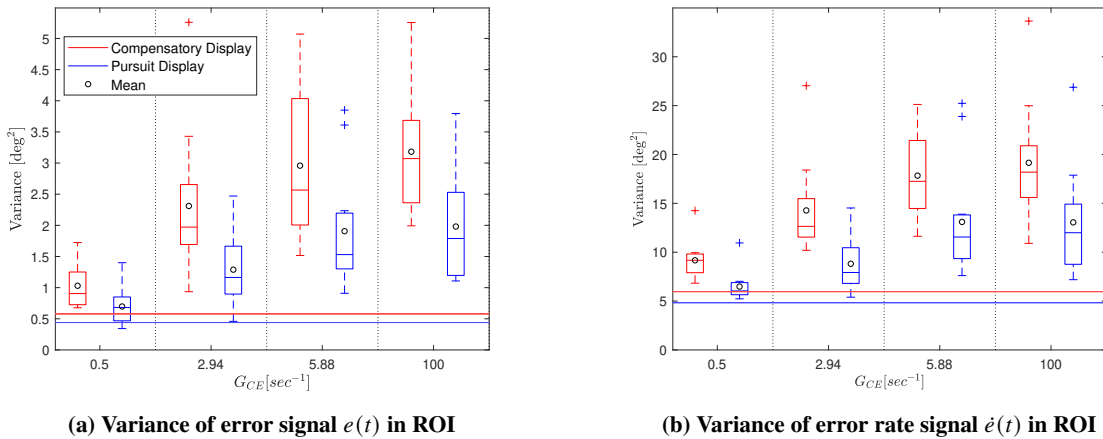 5
4.5
4
3.5
3
2.5
2
1.5
1
0.5
0
Variance [deg²]
Compensatory Display
Pursuit Display
Mean
0.5 2.94 5.88 100
G_CE[sec⁻¹]
(a) Variance of error signal e(t) in ROI
35
30
25
20
15
10
5
0
Variance [deg²]
0.5 2.94 5.88 100
G_CE[sec⁻¹]
(b) Variance of error rate signal ė(t) in ROI